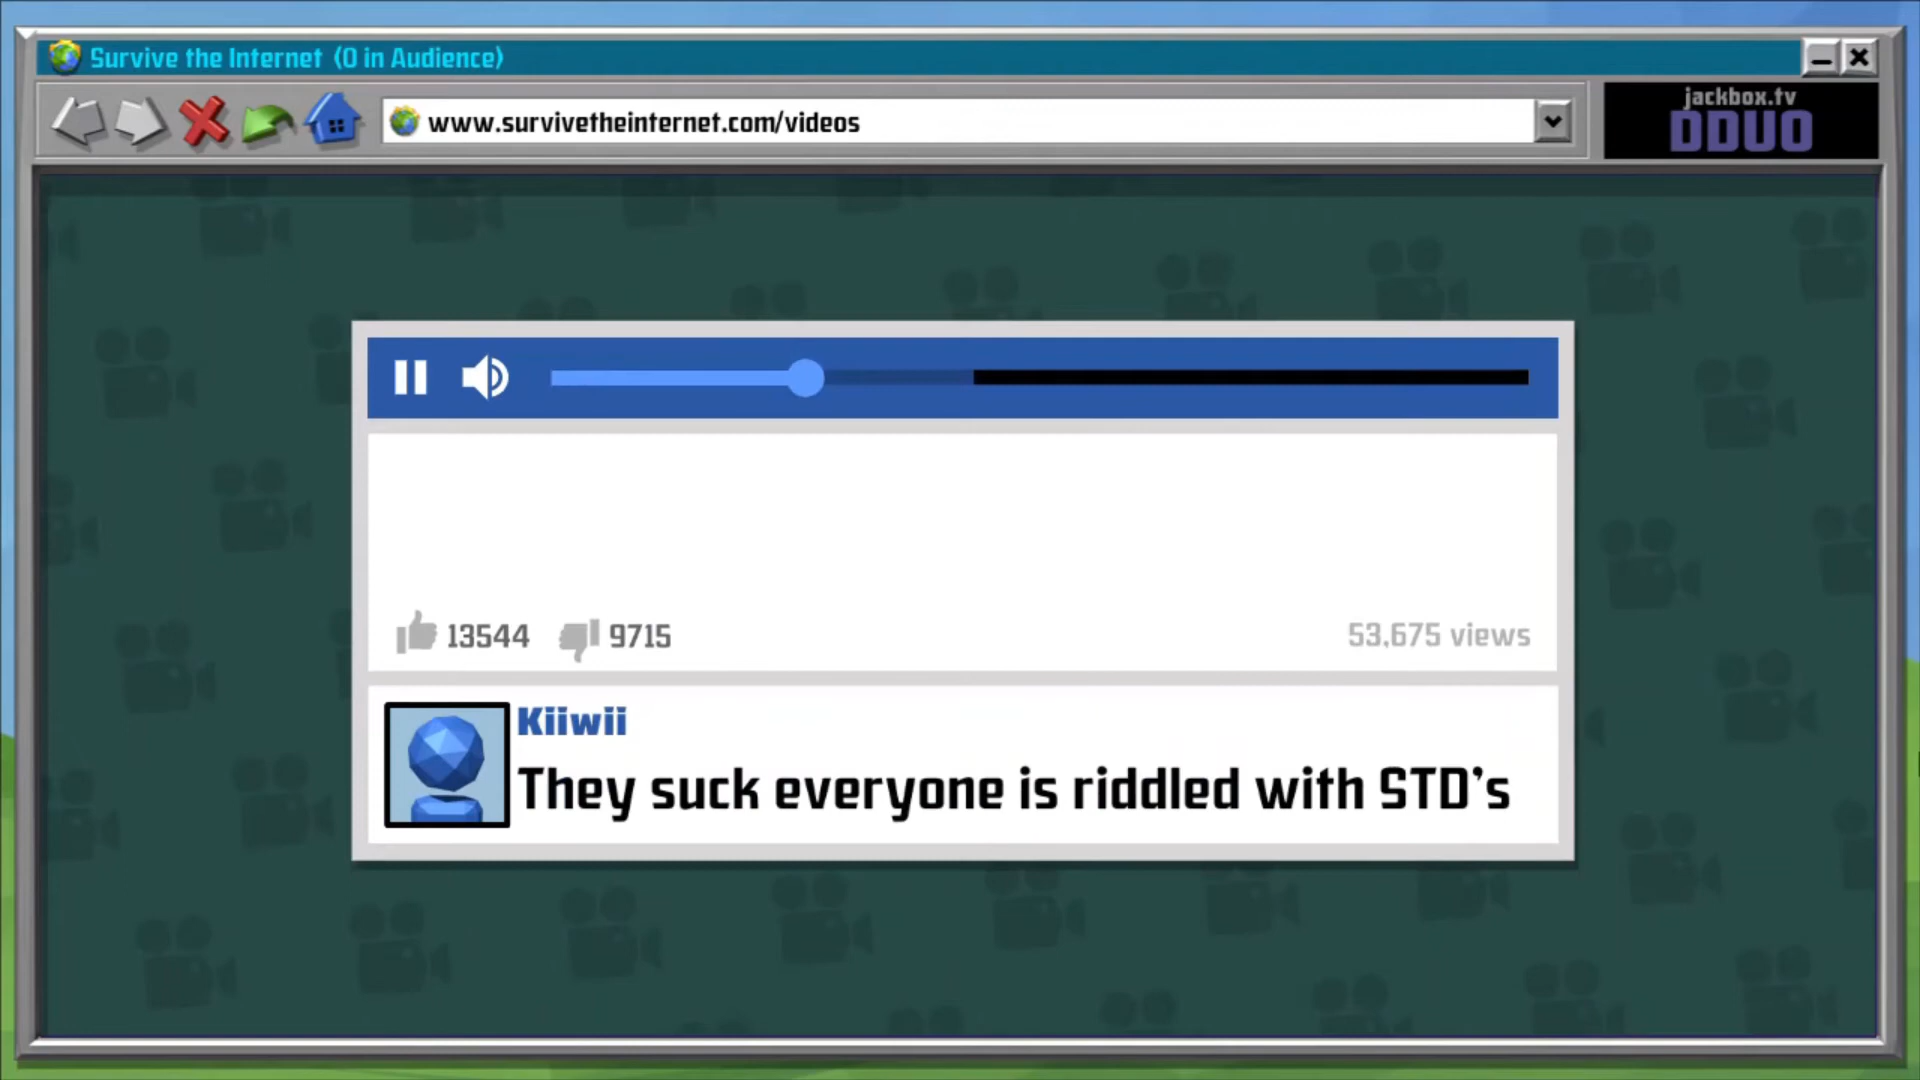 Survive the Internet (0 in Audience)
www.survivetheinternet.com/videos
jackbox.tv
DDUO
13544 9715 53,675 views
Kiiwii
They suck everyone is riddled with STD's